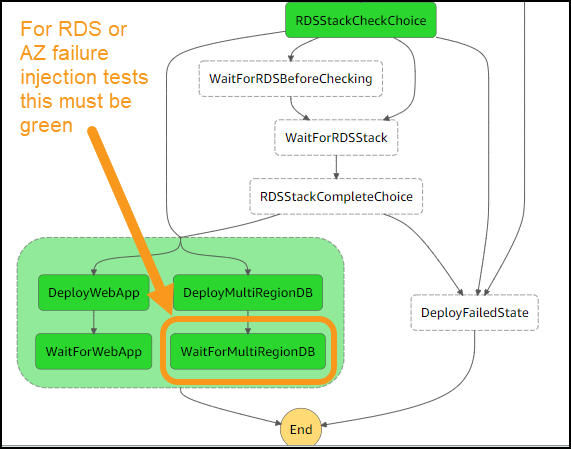 RDSStackCheckChoice
For RDS or
AZ failure
injection tests
this must be
green
WaitForRDSBeforeChecking
WaitForRDSStack
RDSStackCompleteChoice
DeployWebApp
DeployMultiRegionDB
DeployFailedState
WaitForWebApp
WaitForMultiRegionDB
End